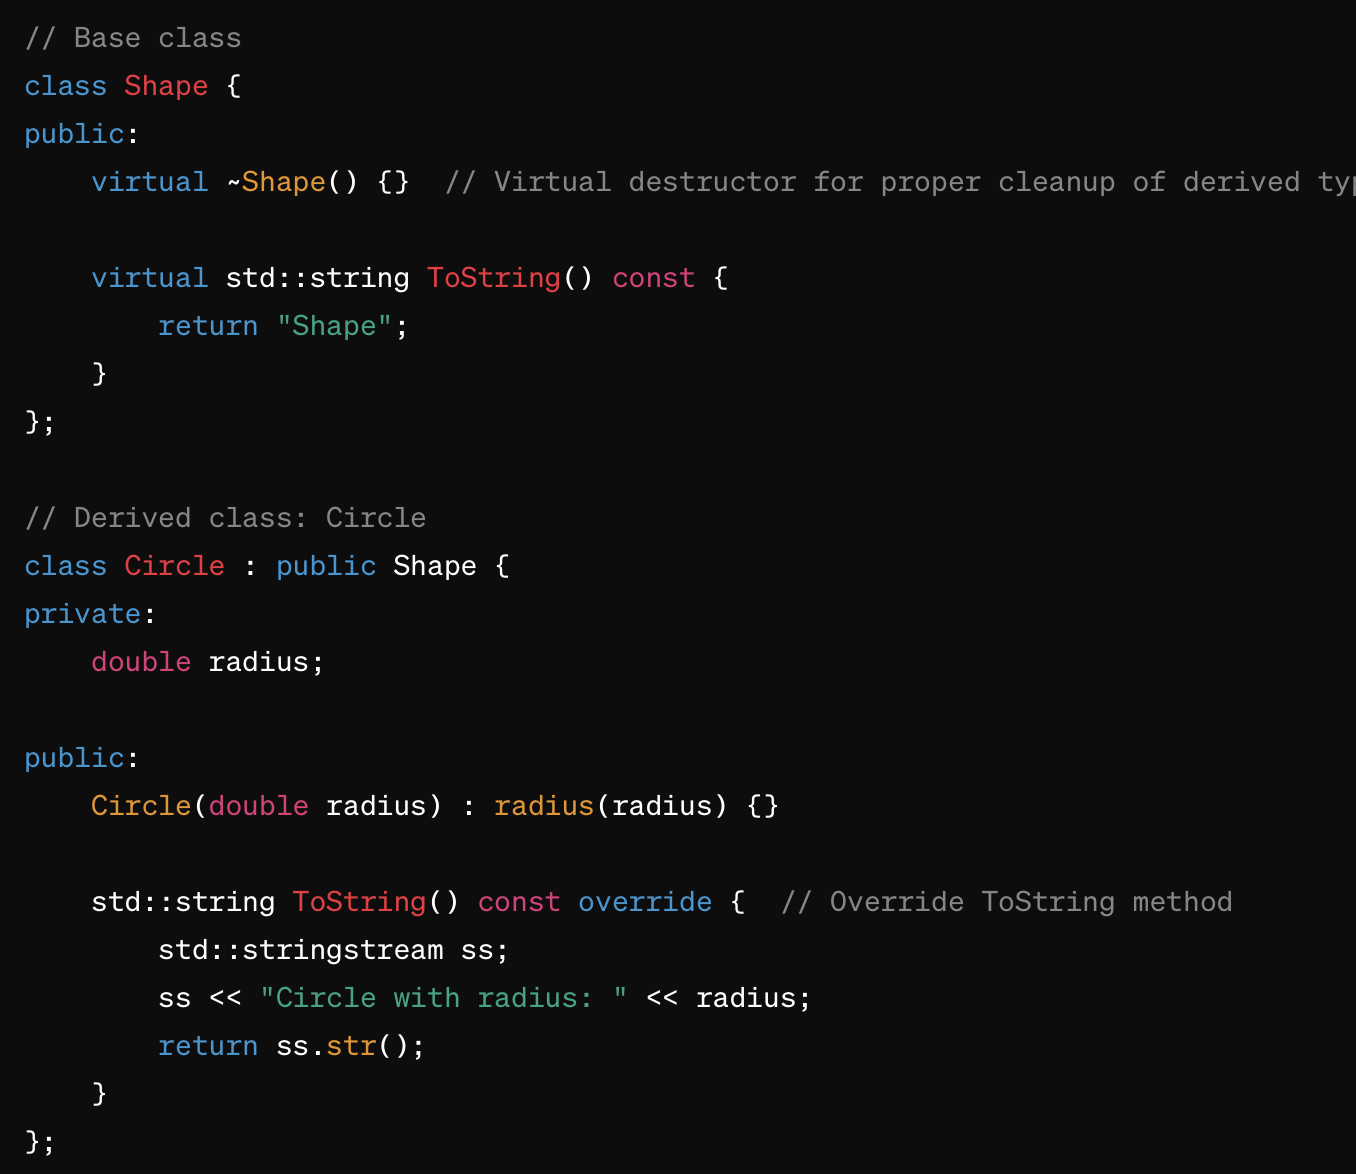 // Base class
class Shape {
public:
    virtual ~Shape() {}  // Virtual destructor for proper cleanup of derived
    virtual std::string ToString() const {
        return "Shape";
    }
};
// Derived class: Circle
class Circle : public Shape {
private:
    double radius;
public:
    Circle(double radius) : radius(radius) {}
    std::string ToString() const override {  // Override ToString method
        std::stringstream ss;
        ss << "Circle with radius: " << radius;
        return ss.str();
    }
};